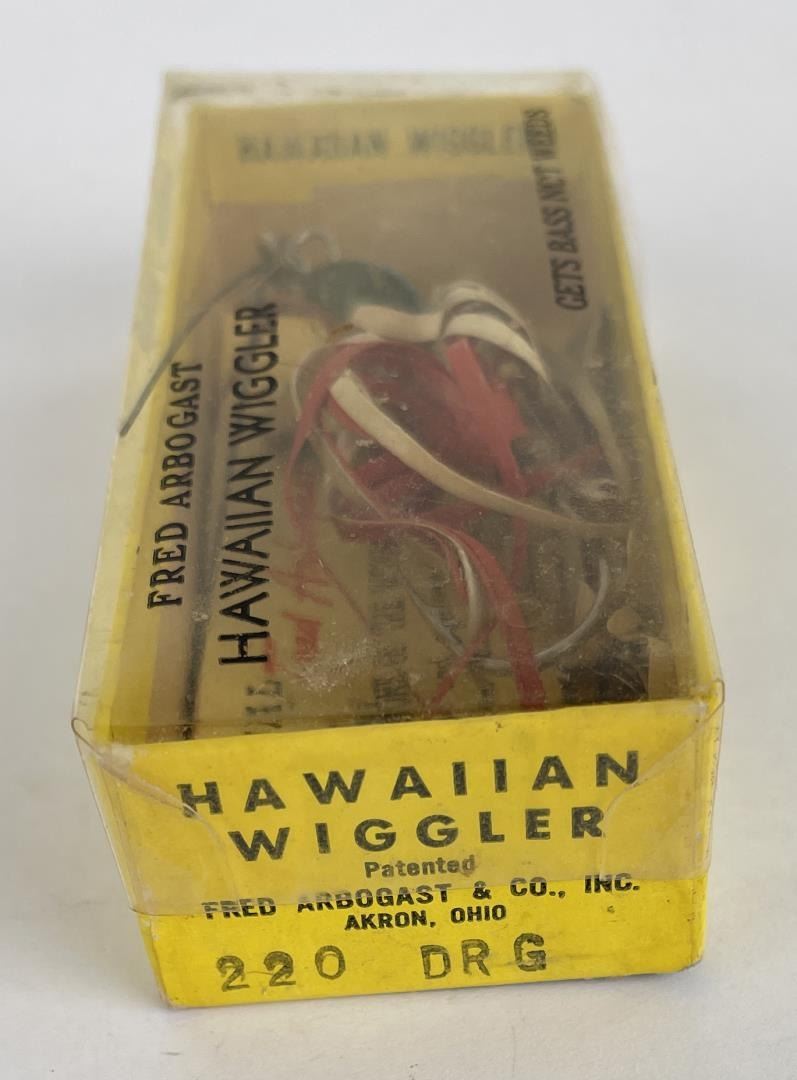 HAWAIIAN WIGGLER
GETS BASS NOT WEEDS
FRED ARBOGAST
HAWAIIAN WIGGLER
HAWAIIAN
WIGGLER
Patented
FRED ARBOGAST & CO., INC.
AKRON, OHIO
220 DRG